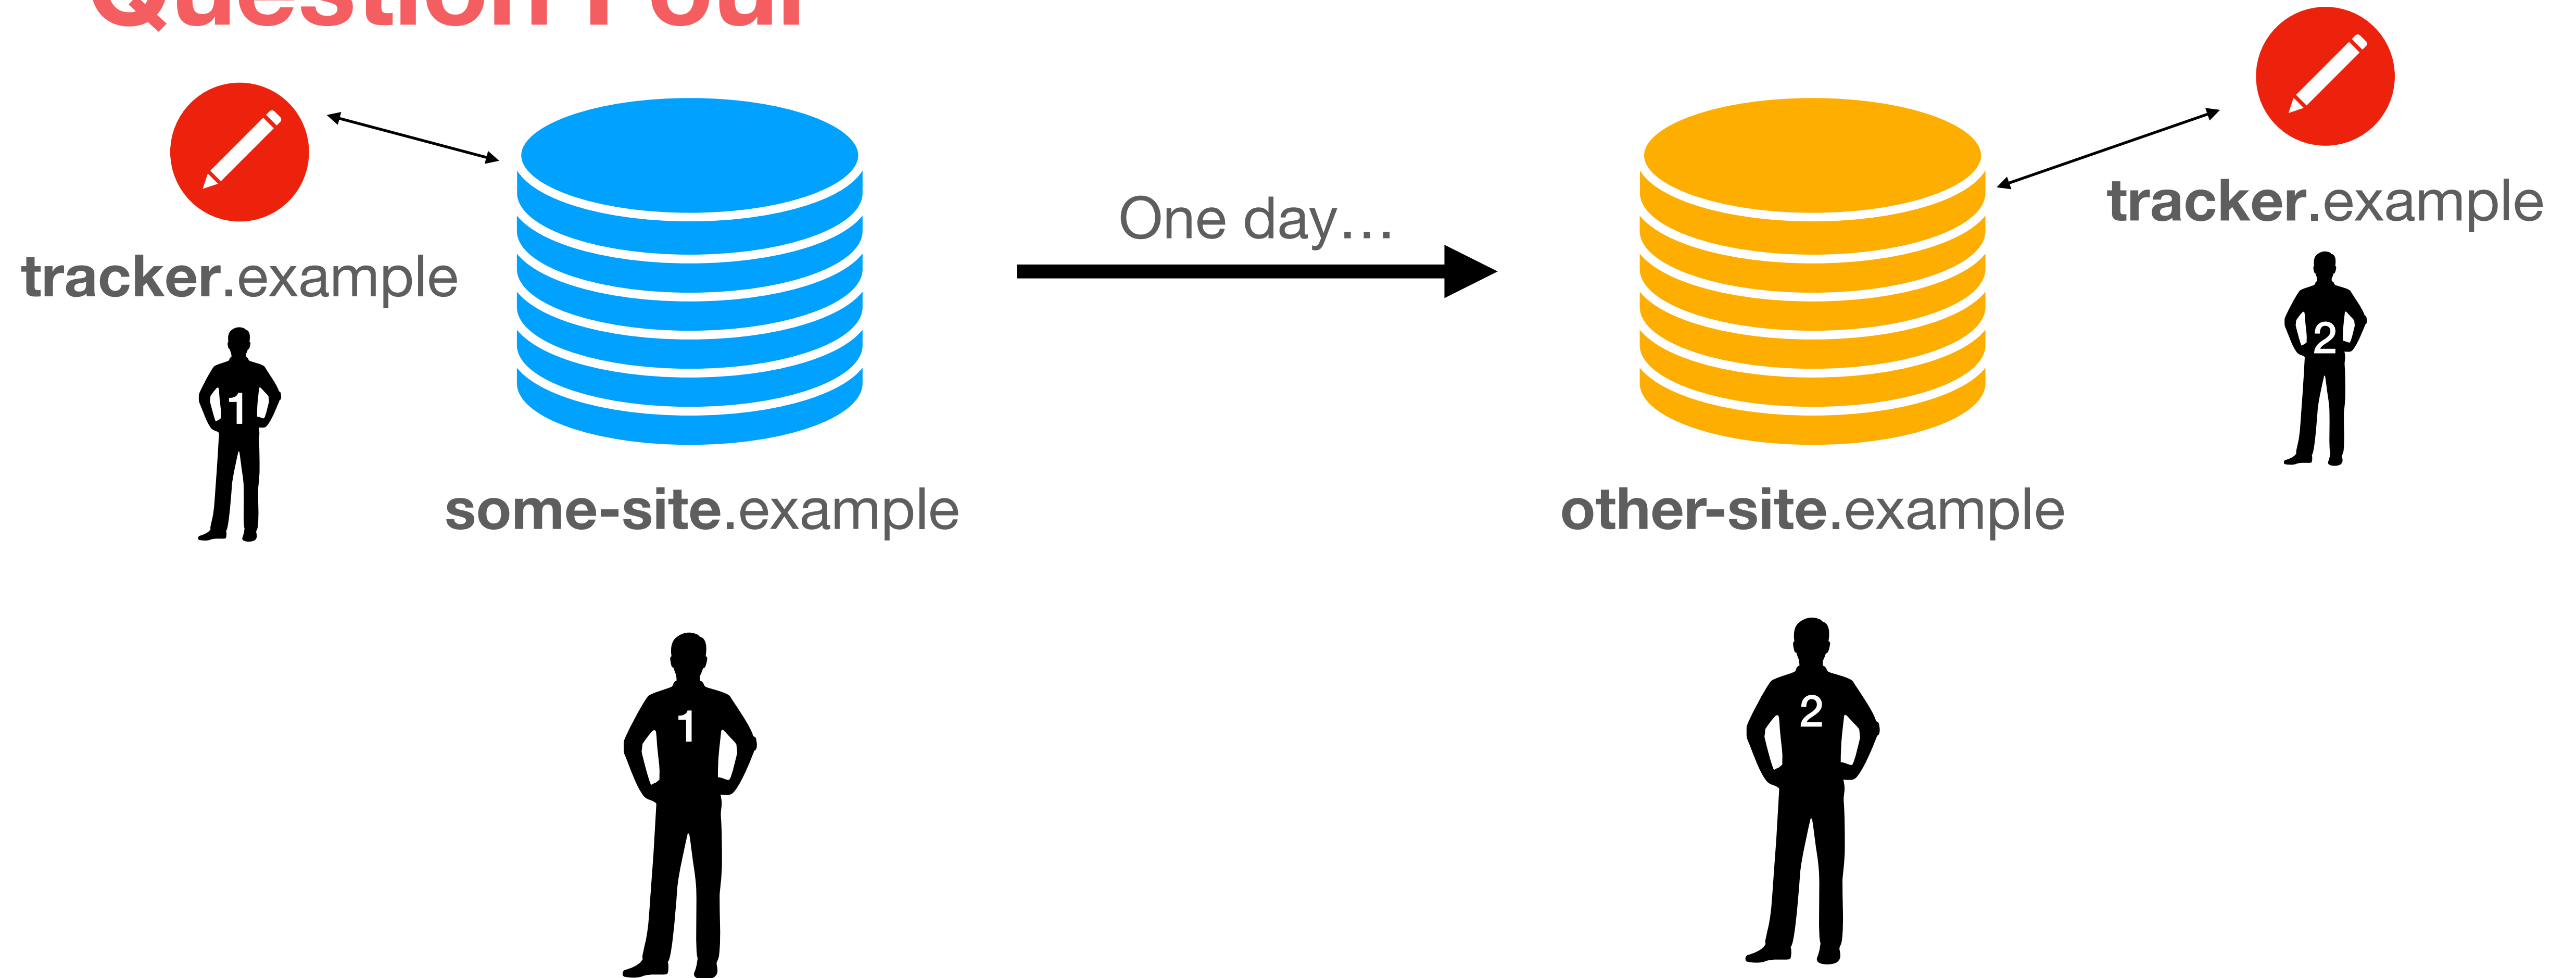 Question Four
tracker.example
1
some-site.example
1
One day…
other-site.example
2
tracker.example
2